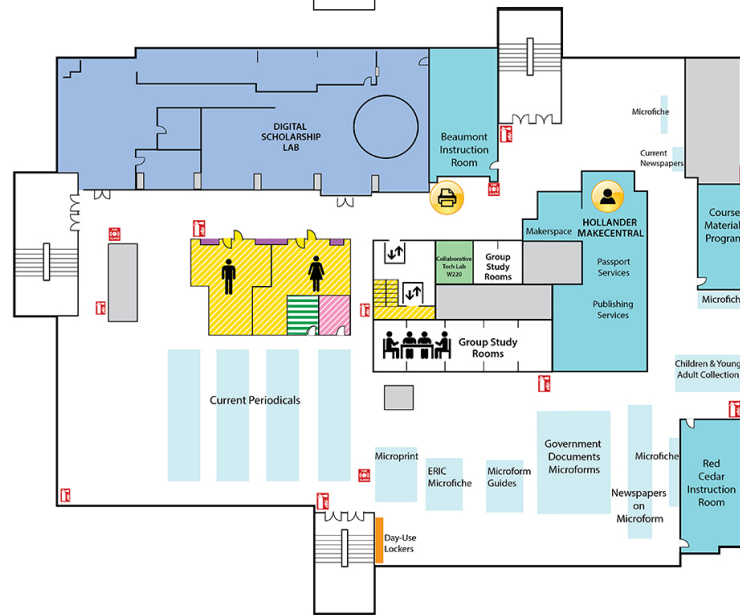 DIGITAL
SCHOLARSHIP
LAB
Beaumont
Instruction
Room
Microfiche
Current
Newspapers
Course
Material
Program
Makespace
HOLLANDER
MAKECENTRAL
Passport
Services
Publishing
Services
Collaborative
Tech Lab
W220
Group
Study
Rooms
Group Study
Rooms
Microfich
Children & Young
Adult Collection
Current Periodicals
Microprint
ERIC
Microfiche
Microform
Guides
Government
Documents
Microforms
Microfiche
Newspapers
on
Microform
Red
Cedar
Instruction
Room
Day-Use
Lockers